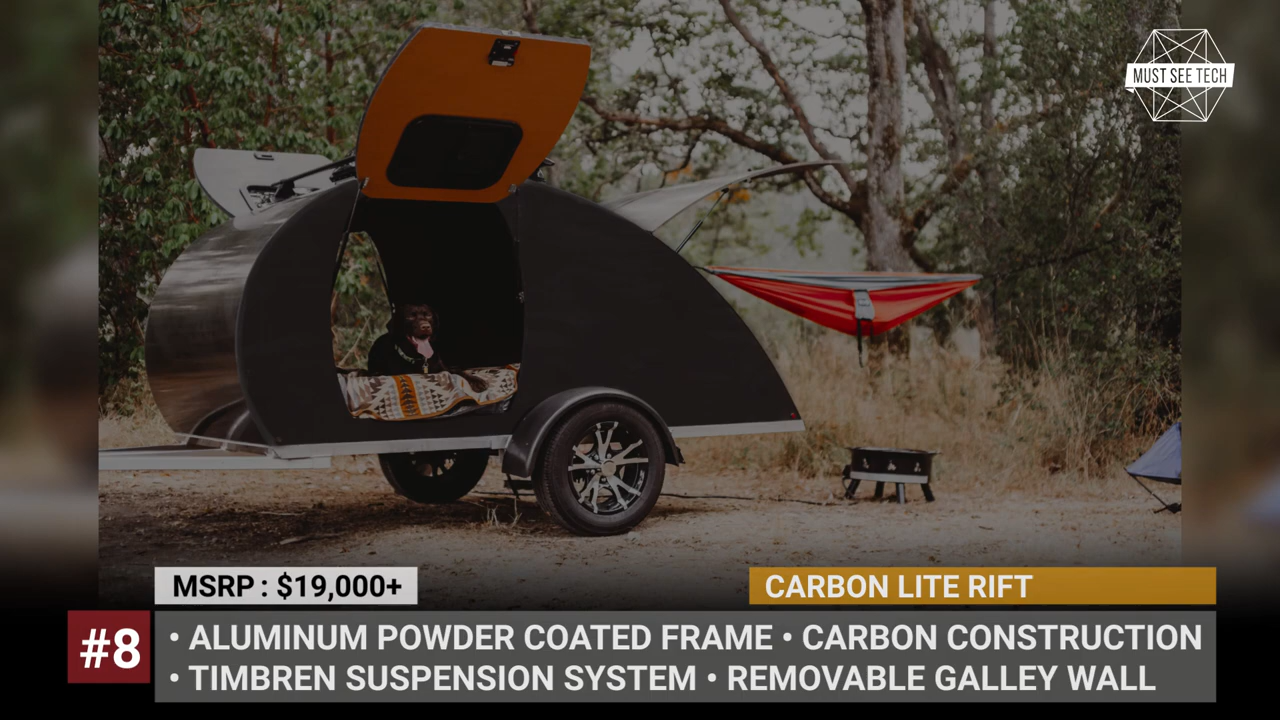 MUST SEE TECH
MSRP : $19,000+
CARBON LITE RIFT
#8
• ALUMINUM POWDER COATED FRAME • CARBON CONSTRUCTION
• TIMBREN SUSPENSION SYSTEM • REMOVABLE GALLEY WALL